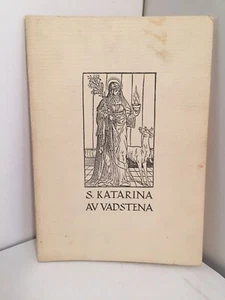 S. KATARINA
AV VADSTENA